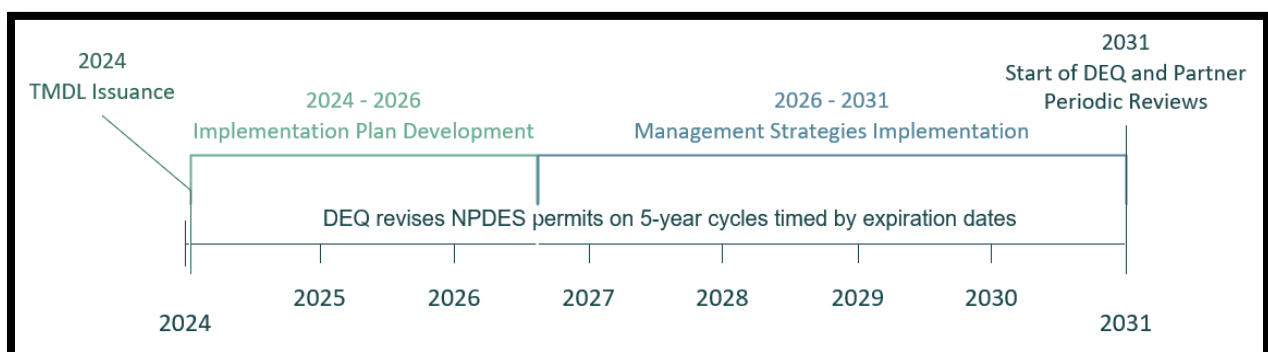 2024
TMDL Issuance
2024 - 2026
Implementation Plan Development
2026 - 2031
Management Strategies Implementation
2031
Start of DEQ and Partner
Periodic Reviews
DEQ revises NPDES permits on 5-year cycles timed by expiration dates
2024
2025
2026
2027
2028
2029
2030
2031